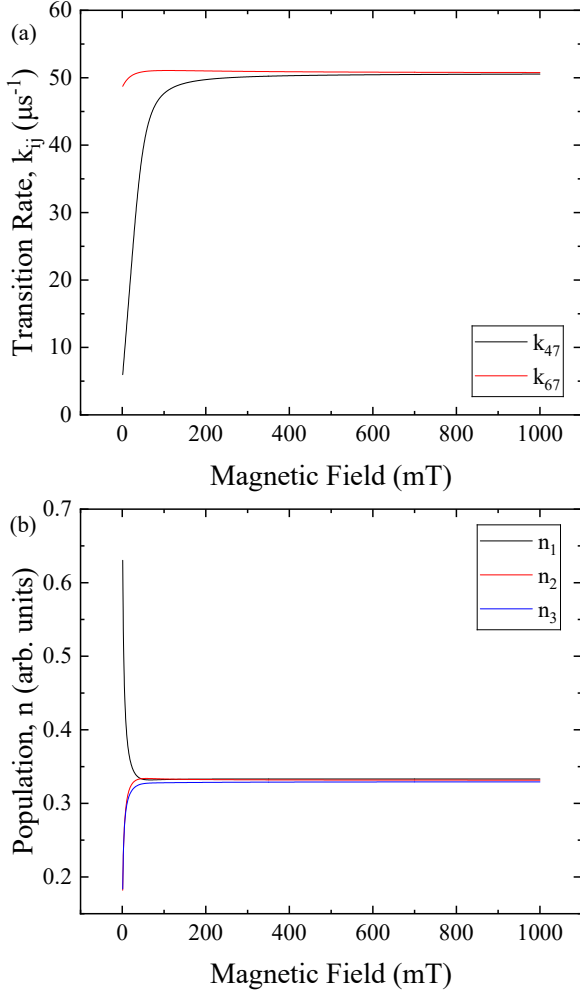 (a)
60
50
40
30
20
10
0
Transition Rate, k_ij (μs⁻¹)
k₄₇
k₆₇
0 200 400 600 800 1000
Magnetic Field (mT)
(b)
0.7
0.6
0.5
0.4
0.3
0.2
Population, n (arb. units)
n₁
n₂
n₃
0 200 400 600 800 1000
Magnetic Field (mT)